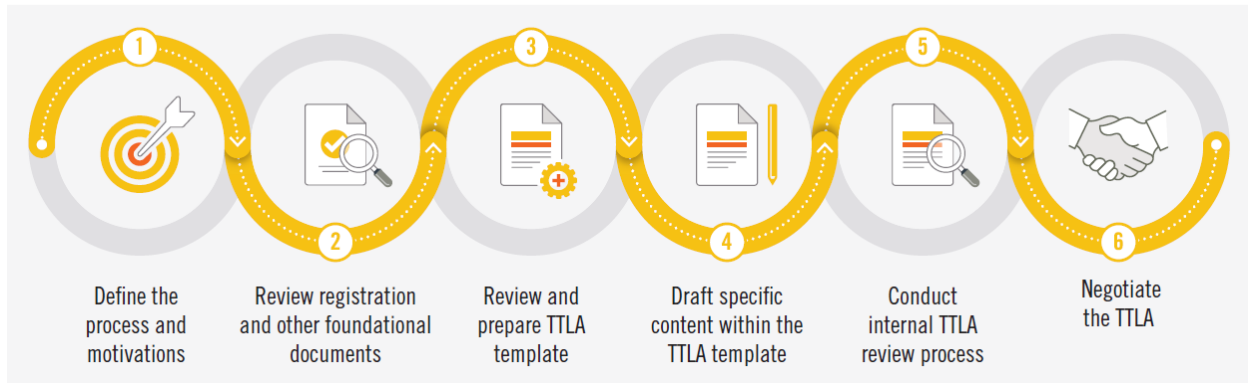 1
Define the
process and
motivations
2
Review registration
and other foundational
documents
3
Review and
prepare TTLA
template
4
Draft specific
content within the
TTLA template
5
Conduct
internal TTLA
review process
6
Negotiate
the TTLA